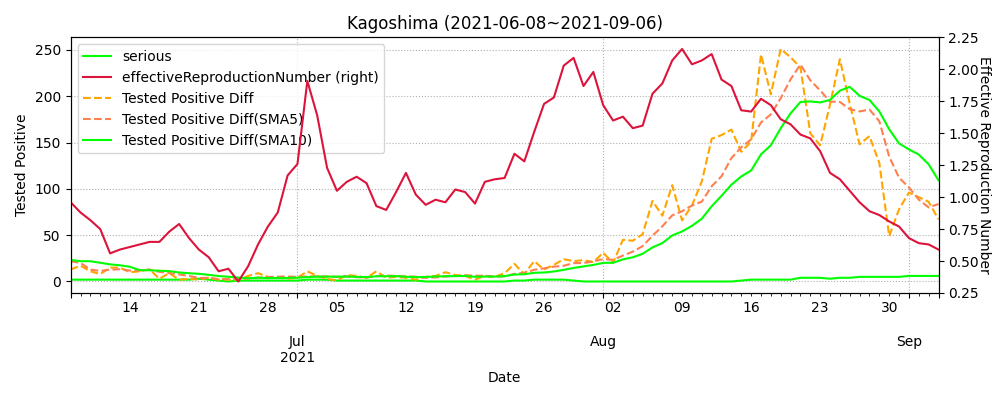 Kagoshima (2021-06-08~2021-09-06)
serious
effectiveReproductionNumber (right)
Tested Positive Diff
Tested Positive Diff(SMA5)
Tested Positive Diff(SMA10)
Tested Positive
250
200
150
100
50
0
Effective Reproduction Number
2.25
2.00
1.75
1.50
1.25
1.00
0.75
0.50
0.25
14 21 28 05 12 19 26 02 09 16 23 30
Jul Aug Sep
2021
Date